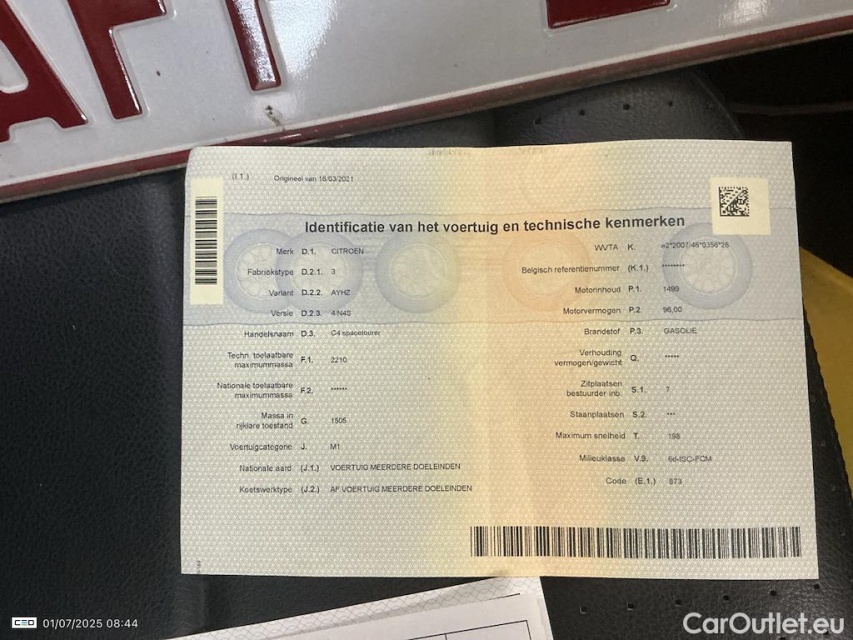 AF
(I.1.) Origineel van 16/03/2021
Identificatie van het voertuig en technische kenmerken
Merk D.1. CITROEN
Fabriekstype D.2.1. 3
Variant D.2.2. AYHZ
Versie D.2.3. 4/N4S
Handelsnaam D.3. C4 spacetourer
Techn. toelaatbare
maximummassa F.1. 2210
Nationale toelaatbare
maximummassa F.2. ******
Massa in
rijklare toestand G. 1505
Voertuigcategorie J. M1
Nationale aard (J.1.) VOERTUIG MEERDERE DOELEINDEN
Koetswerktype (J.2.) AF VOERTUIG MEERDERE DOELEINDEN
WVTA K. e2*2007/46*0356*26
Belgisch referentienummer (K.1.) ********
Motorinhoud P.1. 1499
Motorvermogen P.2. 96,00
Brandstof P.3. GASOLIE
Verhouding
vermogen/gewicht Q. *****
Zitplaatsen
bestuurder inb. S.1. 7
Staanplaatsen S.2. ***
Maximum snelheid T. 198
Milieuklasse V.9. 6d-ISC-FCM
Code (E.1.) 873
01/07/2025 08:44
CarOutlet.eu